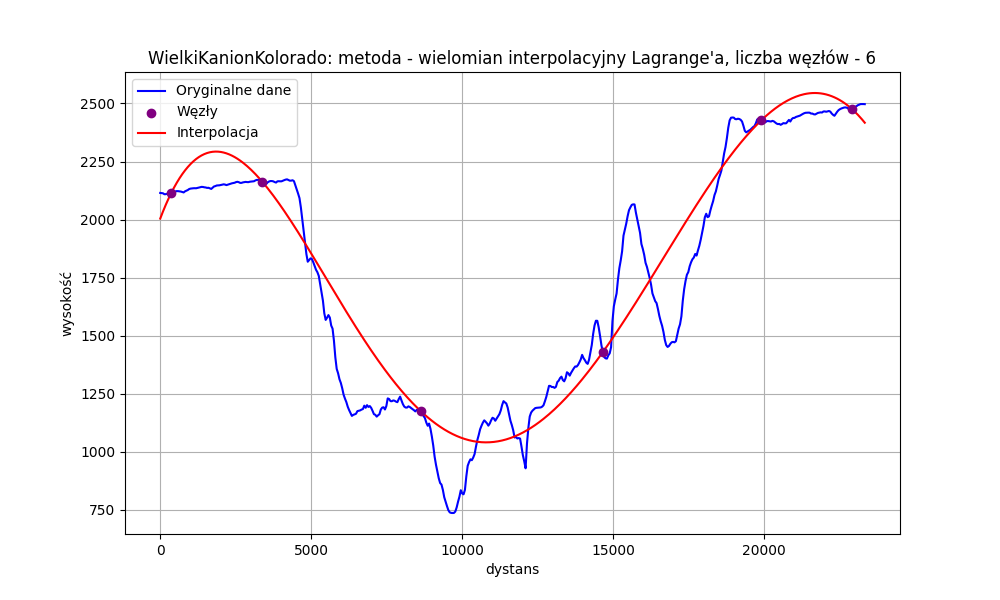 WielkiKanionKolorado: metoda - wielomian interpolacyjny Lagrange'a, liczba węzłów - 6
Oryginalne dane
Węzły
Interpolacja
2500
2250
2000
1750
1500
1250
1000
750
wysokość
0
5000
10000
15000
20000
dystans